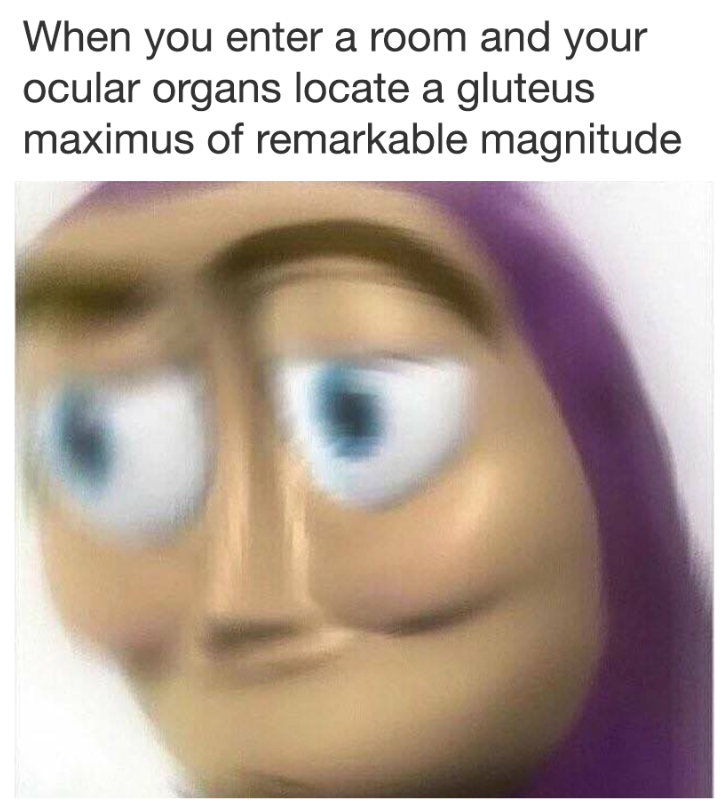 When you enter a room and your
ocular organs locate a gluteus
maximus of remarkable magnitude